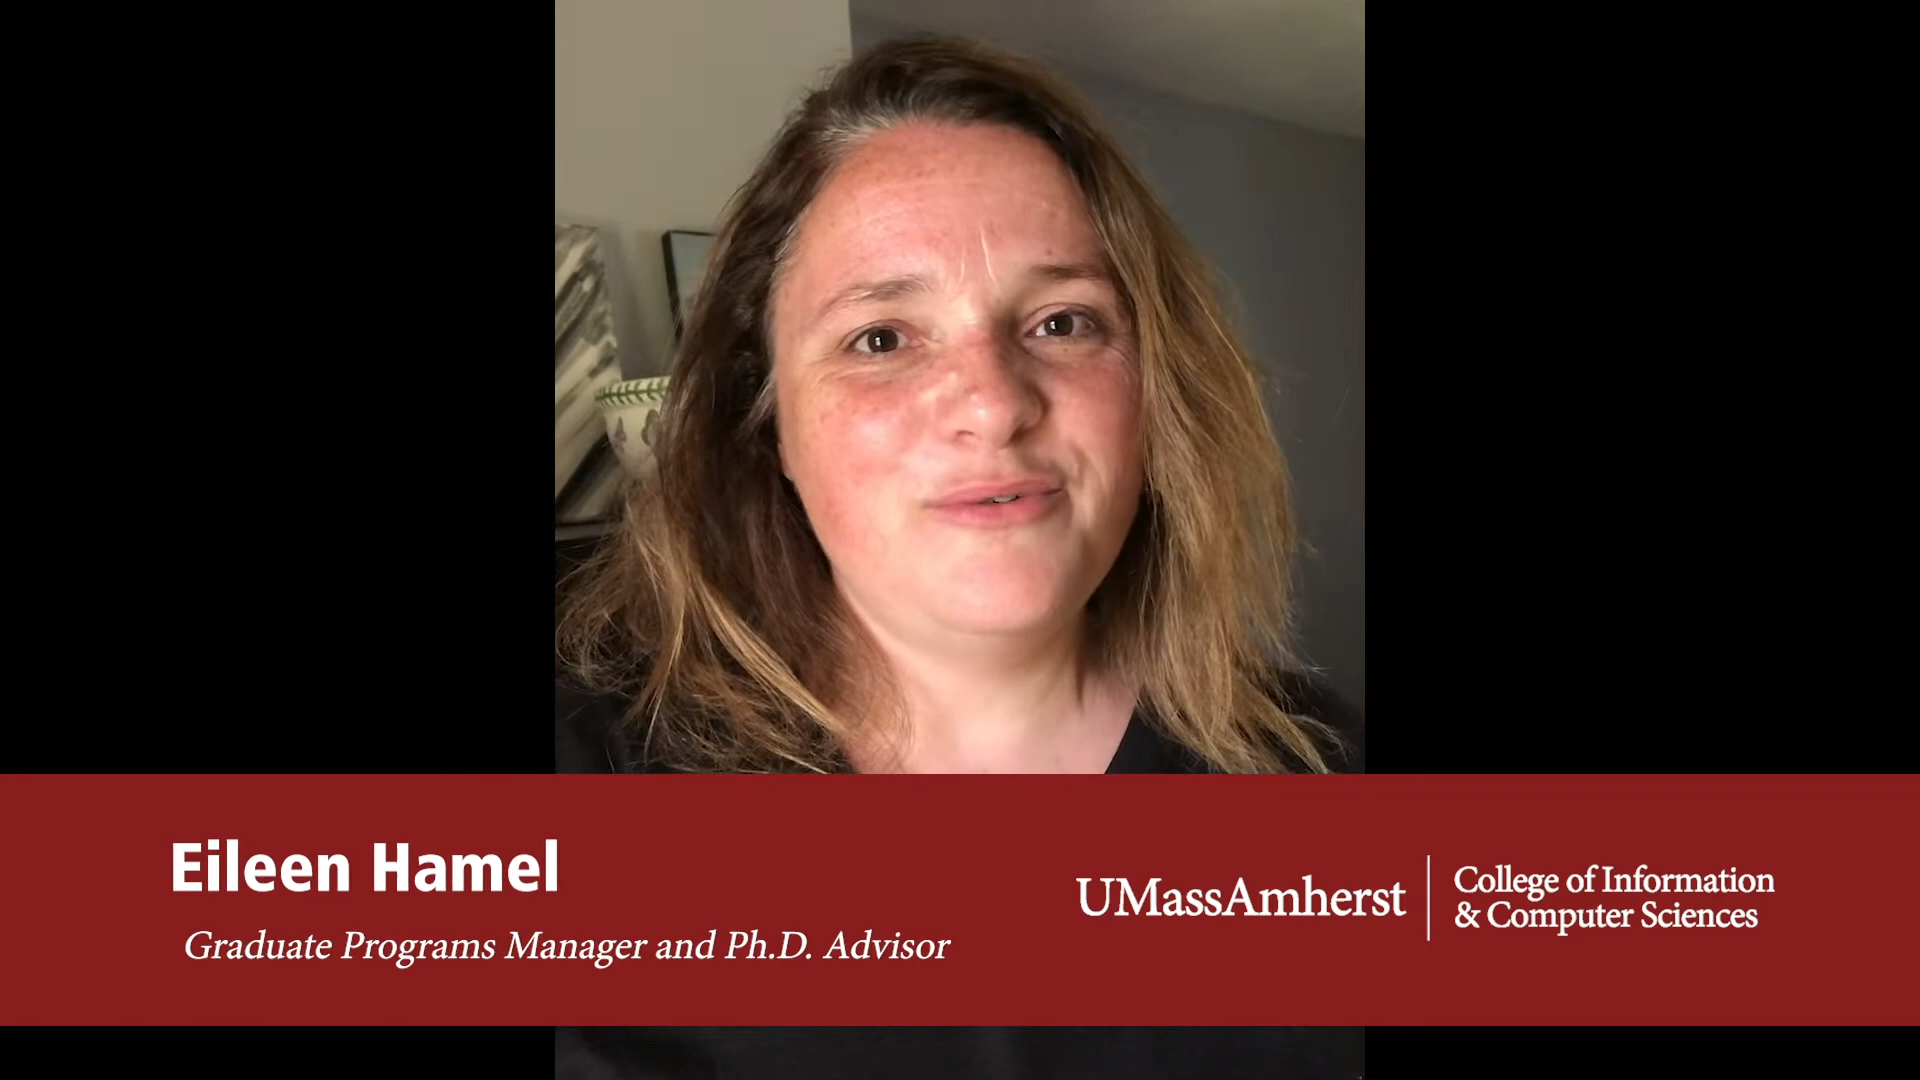 Eileen Hamel
Graduate Programs Manager and Ph.D. Advisor
UMassAmherst
College of Information
& Computer Sciences